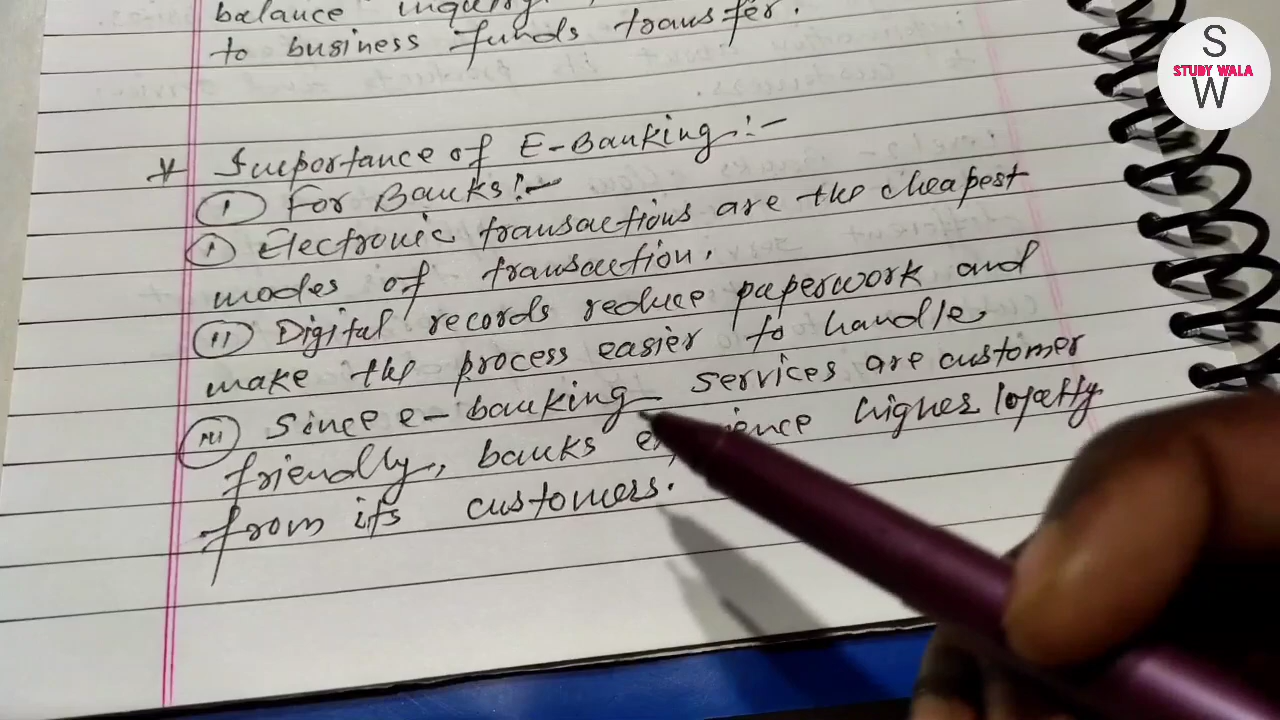 balance inquiry,
to business funds transfer.
S
STUDY WALA
W
* Importance of E-Banking:-
(I) For Banks:-
(I) Electronic transactions are the cheapest
modes of transaction.
(II) Digital records reduce paperwork and
make the process easier to handle.
(III) Since e-banking services are customer
friendly, banks experience higher loyalty
from its customers.